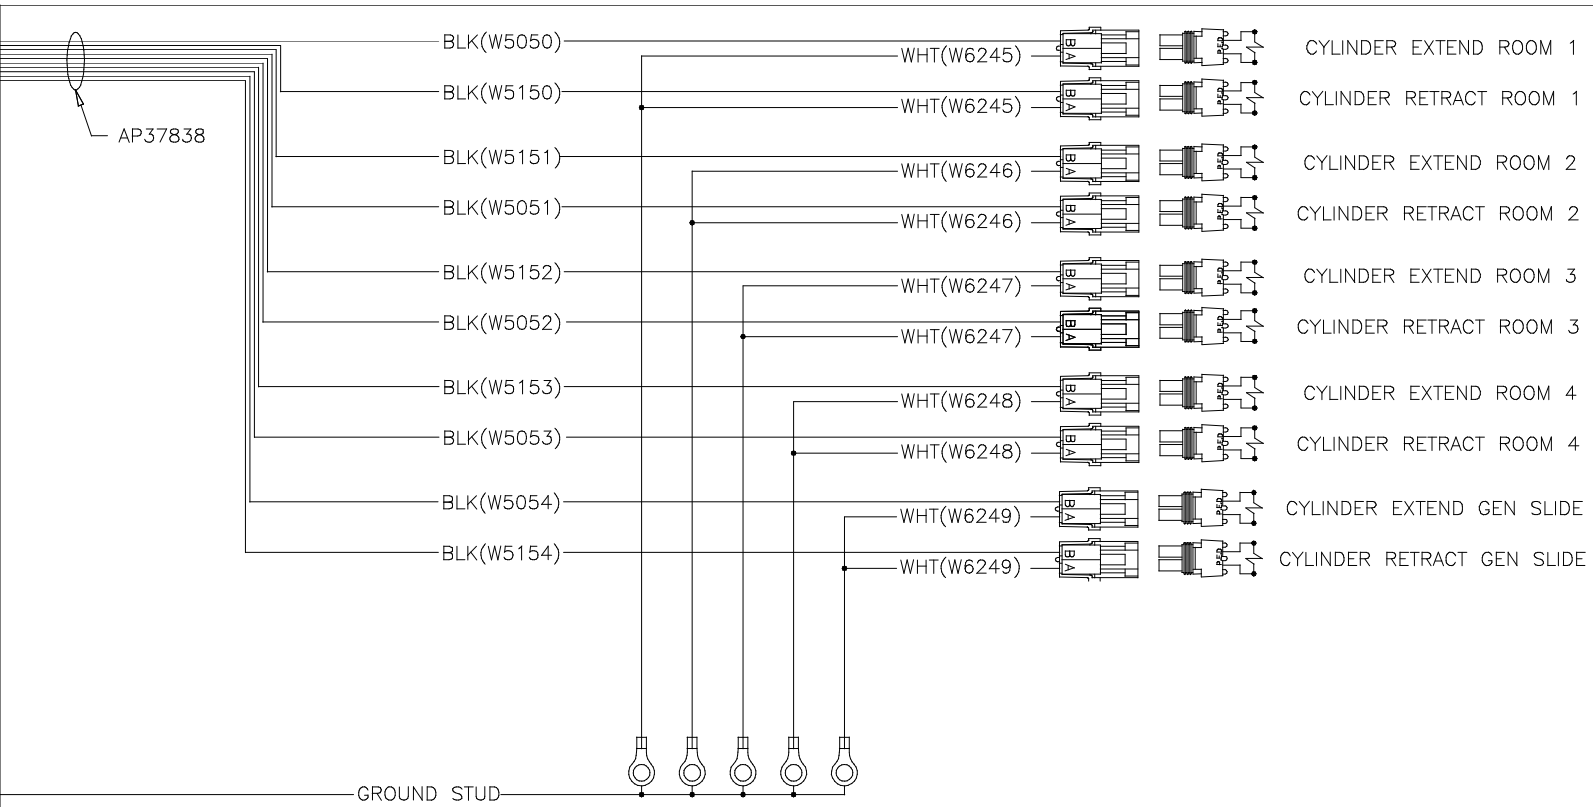 BLK(W5050)
WHT(W6245)
B
A
CYLINDER EXTEND ROOM 1
BLK(W5150)
WHT(W6245)
B
A
CYLINDER RETRACT ROOM 1
AP37838
BLK(W5151)
WHT(W6246)
B
A
CYLINDER EXTEND ROOM 2
BLK(W5051)
WHT(W6246)
B
A
CYLINDER RETRACT ROOM 2
BLK(W5152)
WHT(W6247)
B
A
CYLINDER EXTEND ROOM 3
BLK(W5052)
WHT(W6247)
B
A
CYLINDER RETRACT ROOM 3
BLK(W5153)
WHT(W6248)
B
A
CYLINDER EXTEND ROOM 4
BLK(W5053)
WHT(W6248)
B
A
CYLINDER RETRACT ROOM 4
BLK(W5054)
WHT(W6249)
B
A
CYLINDER EXTEND GEN SLIDE
BLK(W5154)
WHT(W6249)
B
A
CYLINDER RETRACT GEN SLIDE
GROUND STUD